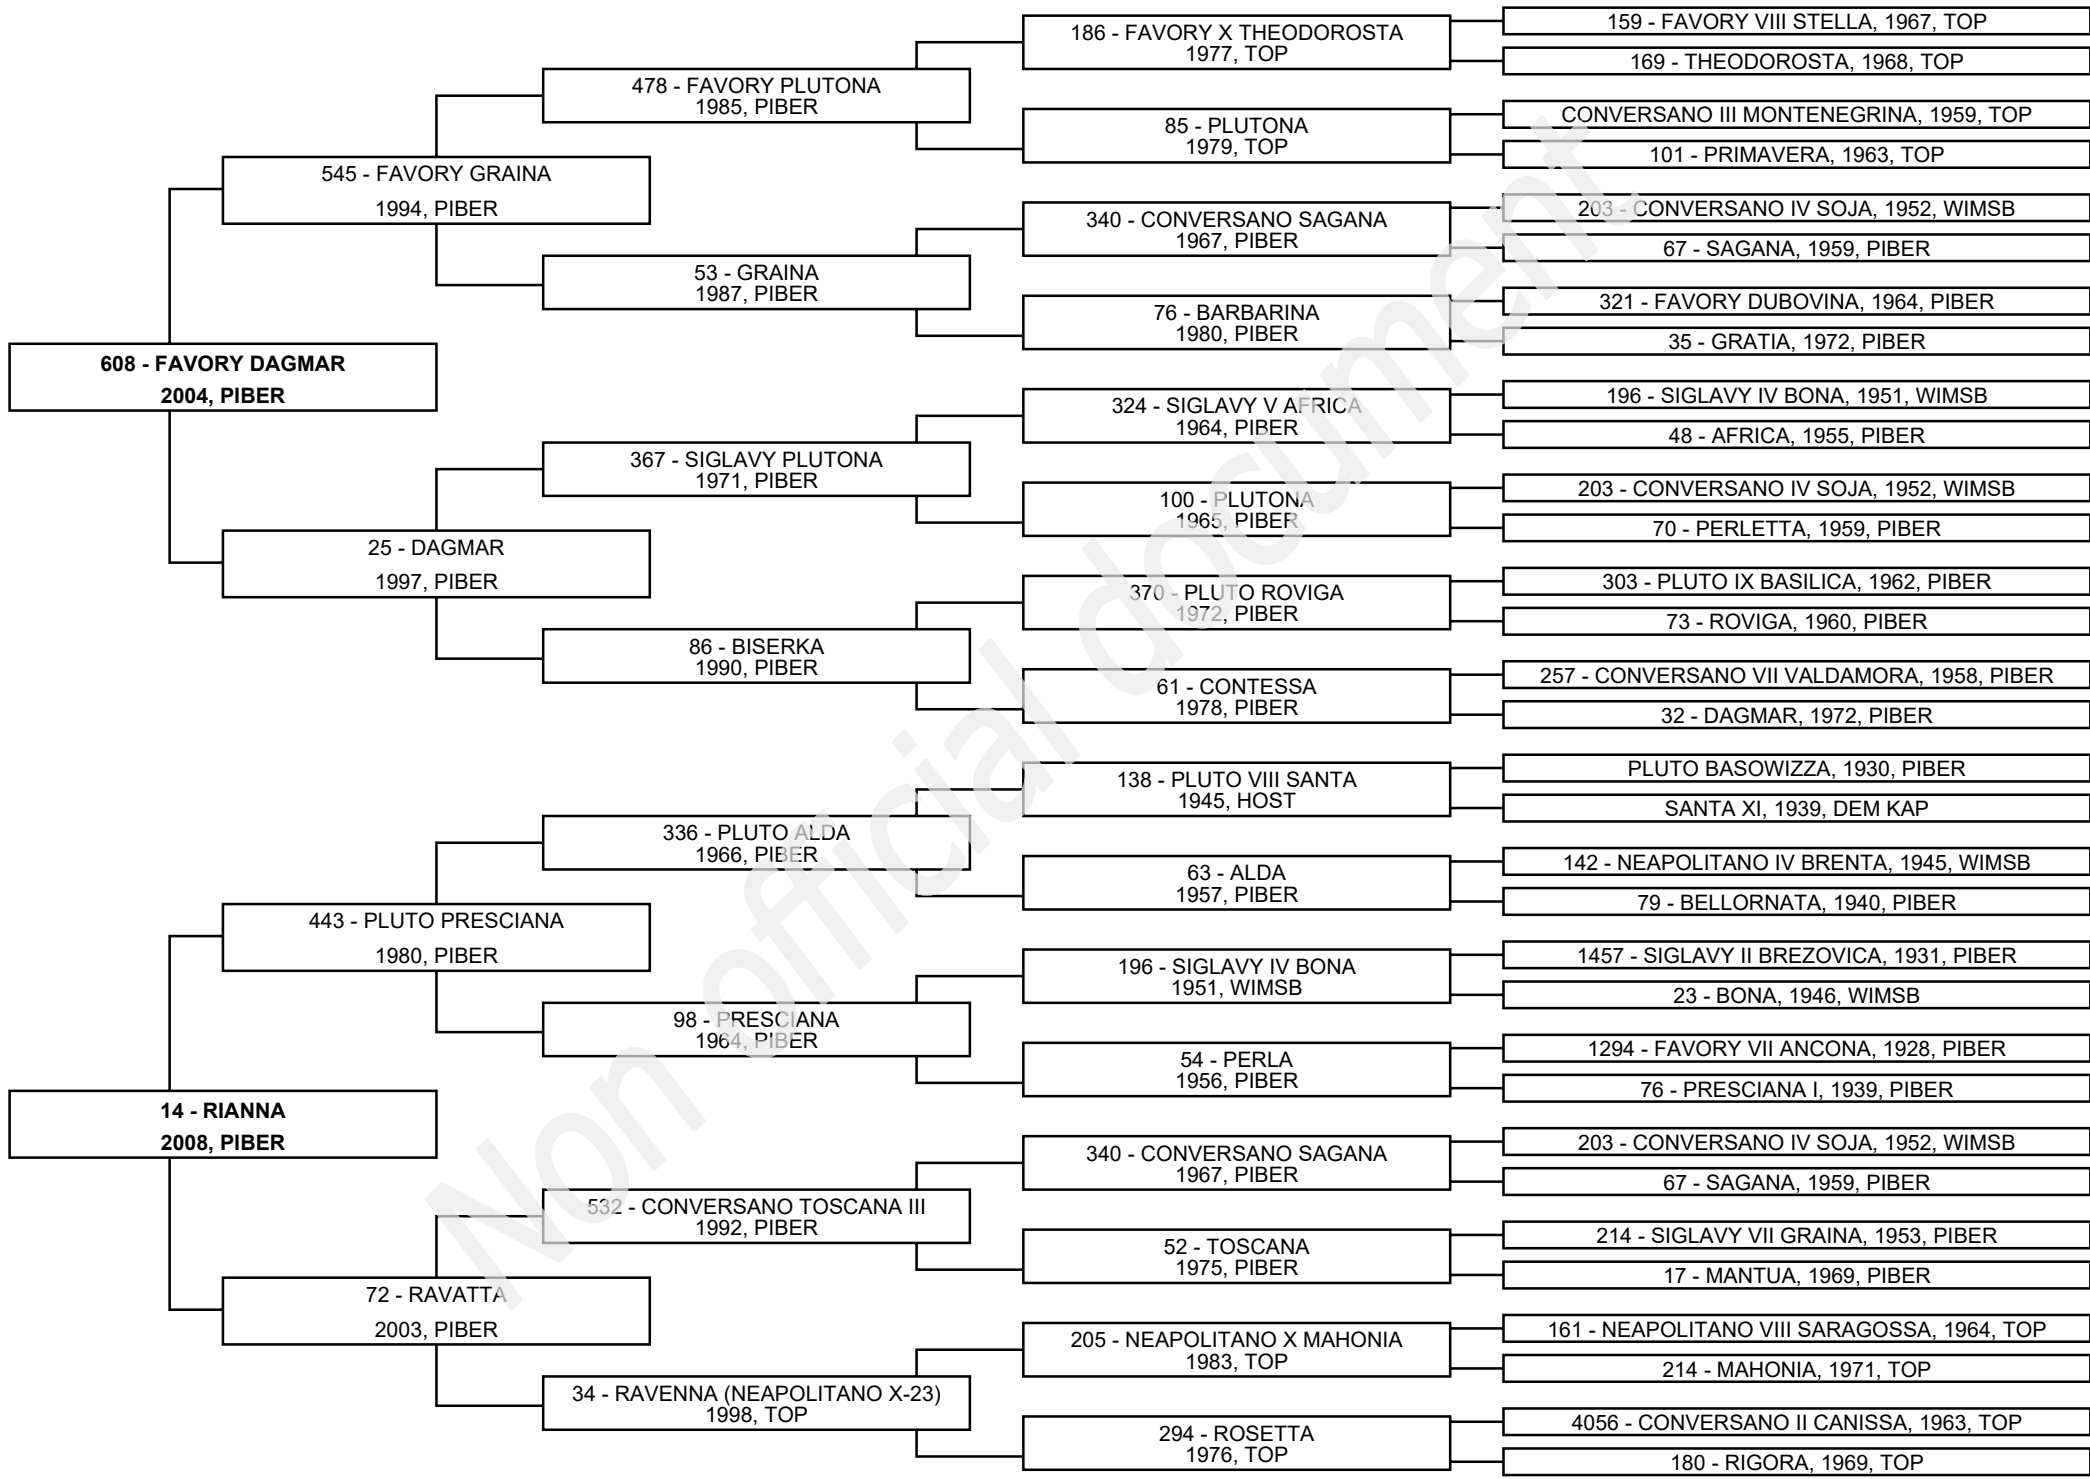 608 - FAVORY DAGMAR
2004, PIBER
14 - RIANNA
2008, PIBER
545 - FAVORY GRAINA
1994, PIBER
25 - DAGMAR
1997, PIBER
443 - PLUTO PRESCIANA
1980, PIBER
72 - RAVATTA
2003, PIBER
478 - FAVORY PLUTONA
1985, PIBER
53 - GRAINA
1987, PIBER
367 - SIGLAVY PLUTONA
1971, PIBER
86 - BISERKA
1990, PIBER
336 - PLUTO ALDA
1966, PIBER
98 - PRESCIANA
1964, PIBER
532 - CONVERSANO TOSCANA III
1992, PIBER
34 - RAVENNA (NEAPOLITANO X-23)
1998, TOP
186 - FAVORY X THEODOROSTA
1977, TOP
85 - PLUTONA
1979, TOP
340 - CONVERSANO SAGANA
1967, PIBER
76 - BARBARINA
1980, PIBER
324 - SIGLAVY V AFRICA
1964, PIBER
100 - PLUTONA
1965, PIBER
370 - PLUTO ROVIGA
1972, PIBER
61 - CONTESSA
1978, PIBER
138 - PLUTO VIII SANTA
1945, HOST
63 - ALDA
1957, PIBER
196 - SIGLAVY IV BONA
1951, WIMSB
54 - PERLA
1956, PIBER
340 - CONVERSANO SAGANA
1967, PIBER
52 - TOSCANA
1975, PIBER
205 - NEAPOLITANO X MAHONIA
1983, TOP
294 - ROSETTA
1976, TOP
159 - FAVORY VIII STELLA, 1967, TOP
169 - THEODOROSTA, 1968, TOP
CONVERSANO III MONTENEGRINA, 1959, TOP
101 - PRIMAVERA, 1963, TOP
203 - CONVERSANO IV SOJA, 1952, WIMSB
67 - SAGANA, 1959, PIBER
321 - FAVORY DUBOVINA, 1964, PIBER
35 - GRATIA, 1972, PIBER
196 - SIGLAVY IV BONA, 1951, WIMSB
48 - AFRICA, 1955, PIBER
203 - CONVERSANO IV SOJA, 1952, WIMSB
70 - PERLETTA, 1959, PIBER
303 - PLUTO IX BASILICA, 1962, PIBER
73 - ROVIGA, 1960, PIBER
257 - CONVERSANO VII VALDAMORA, 1958, PIBER
32 - DAGMAR, 1972, PIBER
PLUTO BASOWIZZA, 1930, PIBER
SANTA XI, 1939, DEM KAP
142 - NEAPOLITANO IV BRENTA, 1945, WIMSB
79 - BELLORNATA, 1940, PIBER
1457 - SIGLAVY II BREZOVICA, 1931, PIBER
23 - BONA, 1946, WIMSB
1294 - FAVORY VII ANCONA, 1928, PIBER
76 - PRESCIANA I, 1939, PIBER
203 - CONVERSANO IV SOJA, 1952, WIMSB
67 - SAGANA, 1959, PIBER
214 - SIGLAVY VII GRAINA, 1953, PIBER
17 - MANTUA, 1969, PIBER
161 - NEAPOLITANO VIII SARAGOSSA, 1964, TOP
214 - MAHONIA, 1971, TOP
4056 - CONVERSANO II CANISSA, 1963, TOP
180 - RIGORA, 1969, TOP
Non official document